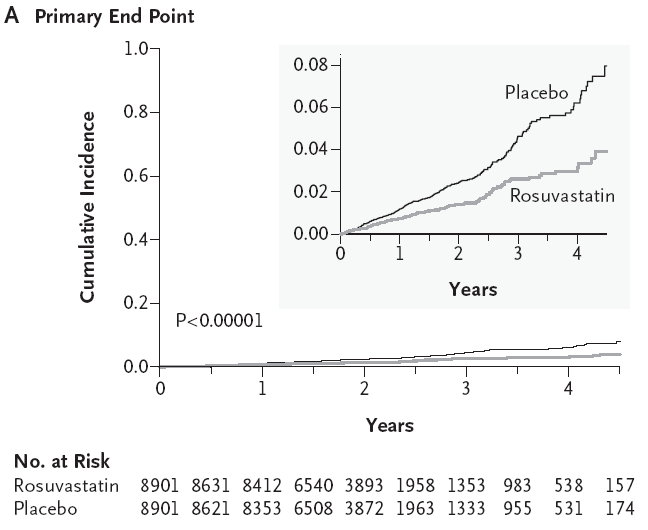 A Primary End Point
1.0
0.8
0.6
0.4
0.2
0.0
Cumulative Incidence
P<0.00001
0 1 2 3 4
Years
0.08
0.06
0.04
0.02
0.00
Placebo
Rosuvastatin
0 1 2 3 4
Years
No. at Risk
Rosuvastatin 8901 8631 8412 6540 3893 1958 1353 983 538 157
Placebo 8901 8621 8353 6508 3872 1963 1333 955 531 174